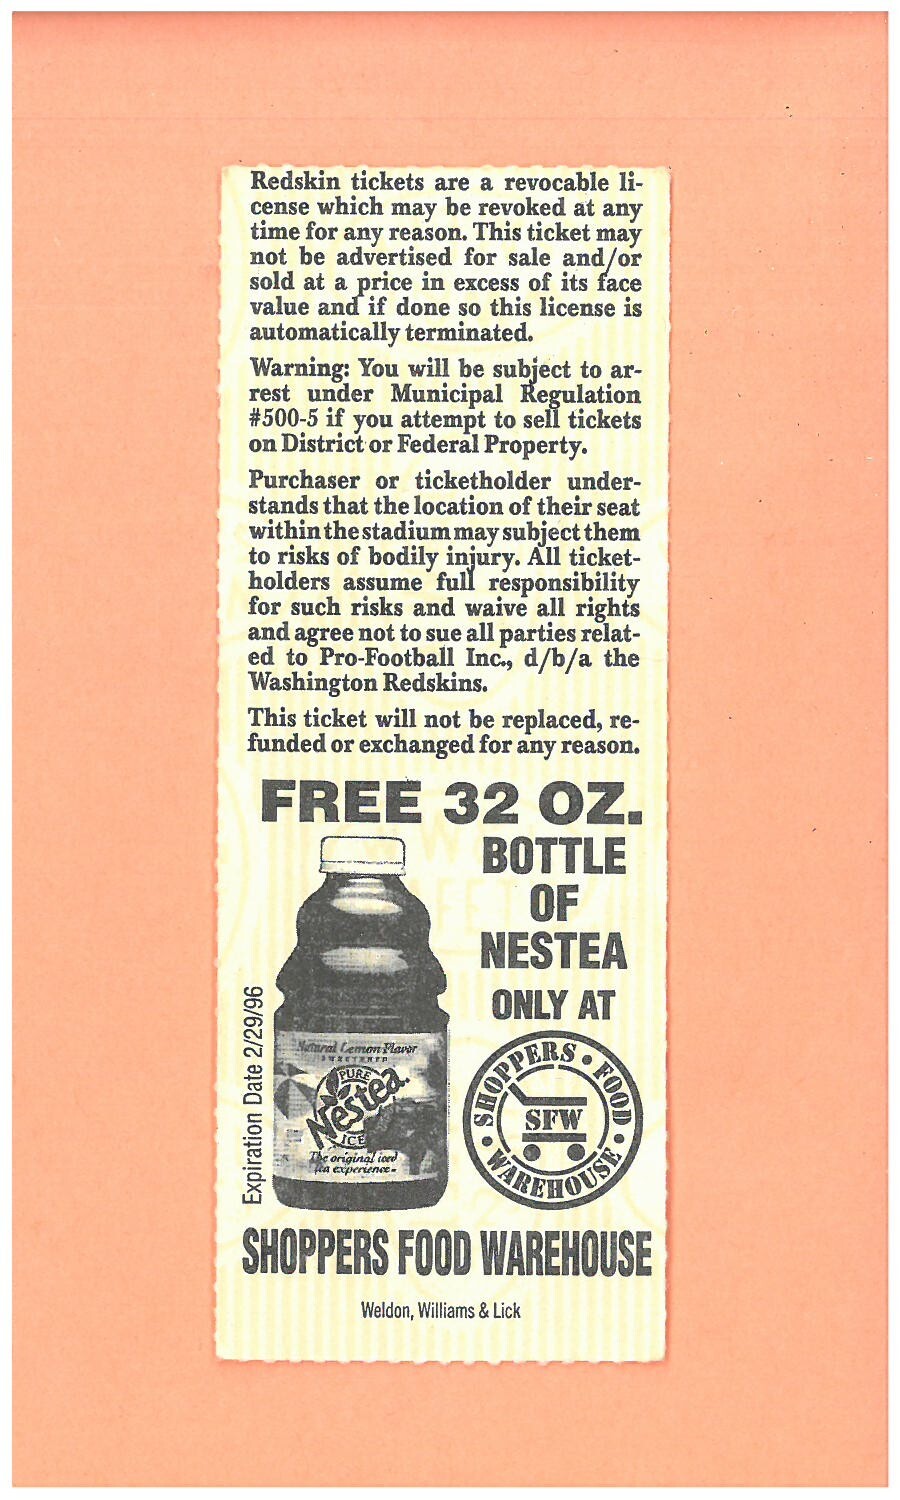 Redskin tickets are a revocable li-
cense which may be revoked at any
time for any reason. This ticket may
not be advertised for sale and/or
sold at a price in excess of its face
value and if done so this license is
automatically terminated.
Warning: You will be subject to ar-
rest under Municipal Regulation
#500-5 if you attempt to sell tickets
on District or Federal Property.
Purchaser or ticketholder under-
stands that the location of their seat
within the stadium may subject them
to risks of bodily injury. All ticket-
holders assume full responsibility
for such risks and waive all rights
and agree not to sue all parties relat-
ed to Pro-Football Inc., d/b/a the
Washington Redskins.
This ticket will not be replaced, re-
funded or exchanged for any reason.
FREE 32 OZ.
BOTTLE
OF
NESTEA
ONLY AT
Expiration Date 2/29/96
Natural Lemon Flavor
SWEETENED
PURE
Nestea.
ICE
The original iced
tea experience
SHOPPERS • FOOD • WAREHOUSE •
SFW
SHOPPERS FOOD WAREHOUSE
Weldon, Williams & Lick